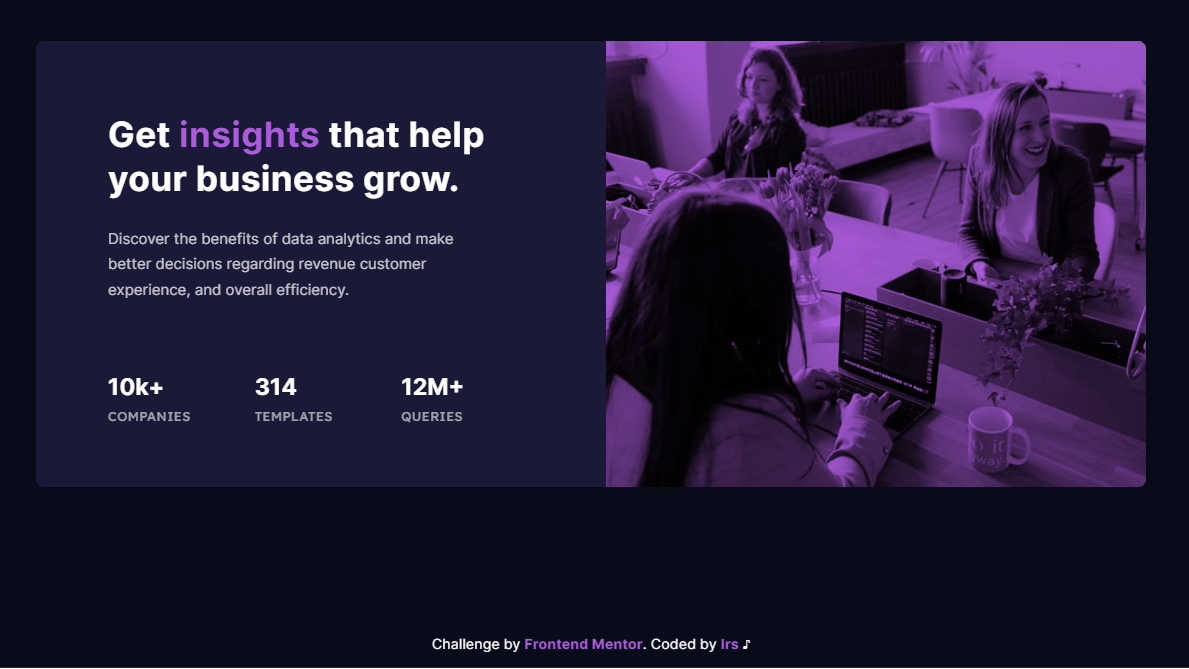 Get insights that help
your business grow.
Discover the benefits of data analytics and make
better decisions regarding revenue customer
experience, and overall efficiency.
10k+ 314 12M+
COMPANIES TEMPLATES QUERIES
Challenge by Frontend Mentor. Coded by Irs ♪